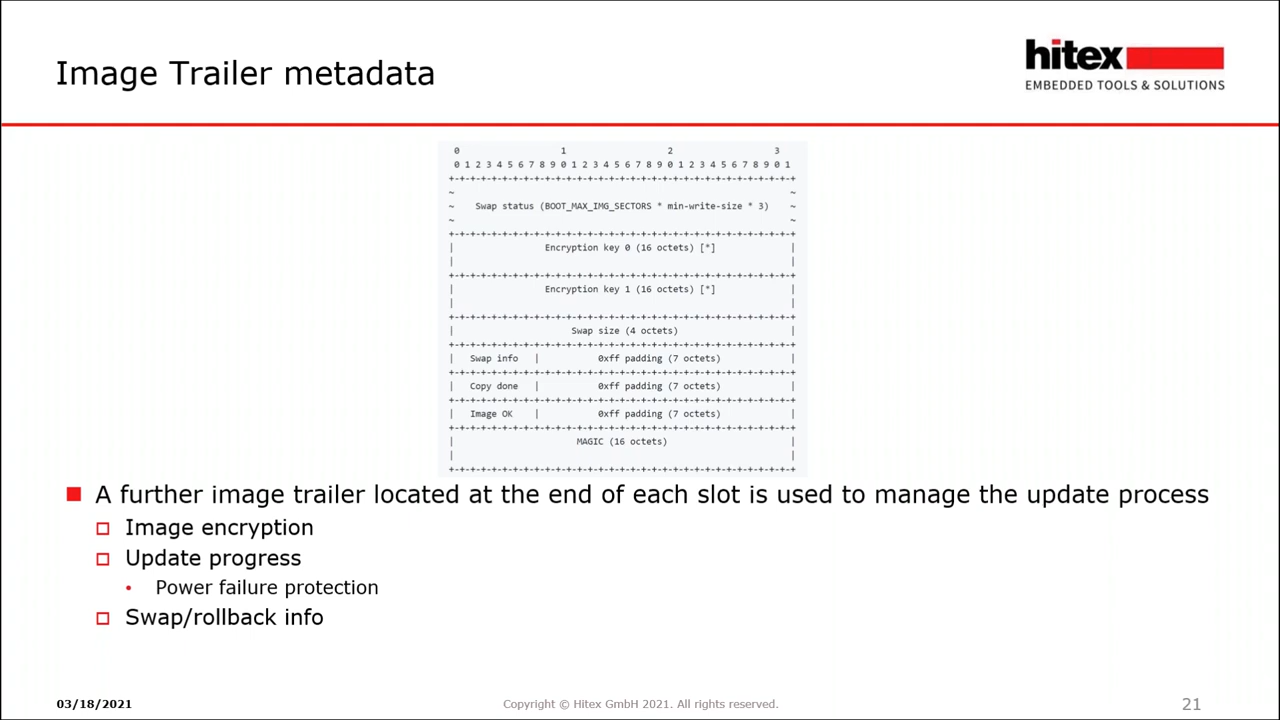 Image Trailer metadata
hitex
EMBEDDED TOOLS & SOLUTIONS
0 1 2 3
0 1 2 3 4 5 6 7 8 9 0 1 2 3 4 5 6 7 8 9 0 1 2 3 4 5 6 7 8 9 0 1
+-+-+-+-+-+-+-+-+-+-+-+-+-+-+-+-+-+-+-+-+-+-+-+-+-+-+-+-+-+-+-+-+
~ ~
~ Swap status (BOOT_MAX_IMG_SECTORS * min-write-size * 3) ~
~ ~
+-+-+-+-+-+-+-+-+-+-+-+-+-+-+-+-+-+-+-+-+-+-+-+-+-+-+-+-+-+-+-+-+
| Encryption key 0 (16 octets) [*] |
| |
+-+-+-+-+-+-+-+-+-+-+-+-+-+-+-+-+-+-+-+-+-+-+-+-+-+-+-+-+-+-+-+-+
| Encryption key 1 (16 octets) [*] |
| |
+-+-+-+-+-+-+-+-+-+-+-+-+-+-+-+-+-+-+-+-+-+-+-+-+-+-+-+-+-+-+-+-+
| Swap size (4 octets) |
+-+-+-+-+-+-+-+-+-+-+-+-+-+-+-+-+-+-+-+-+-+-+-+-+-+-+-+-+-+-+-+-+
| Swap info | 0xff padding (7 octets) |
+-+-+-+-+-+-+-+-+-+-+-+-+-+-+-+-+-+-+-+-+-+-+-+-+-+-+-+-+-+-+-+-+
| Copy done | 0xff padding (7 octets) |
+-+-+-+-+-+-+-+-+-+-+-+-+-+-+-+-+-+-+-+-+-+-+-+-+-+-+-+-+-+-+-+-+
| Image OK | 0xff padding (7 octets) |
+-+-+-+-+-+-+-+-+-+-+-+-+-+-+-+-+-+-+-+-+-+-+-+-+-+-+-+-+-+-+-+-+
| MAGIC (16 octets) |
| |
+-+-+-+-+-+-+-+-+-+-+-+-+-+-+-+-+-+-+-+-+-+-+-+-+-+-+-+-+-+-+-+-+
A further image trailer located at the end of each slot is used to manage the update process
Image encryption
Update progress
• Power failure protection
Swap/rollback info
03/18/2021
Copyright © Hitex GmbH 2021. All rights reserved.
21